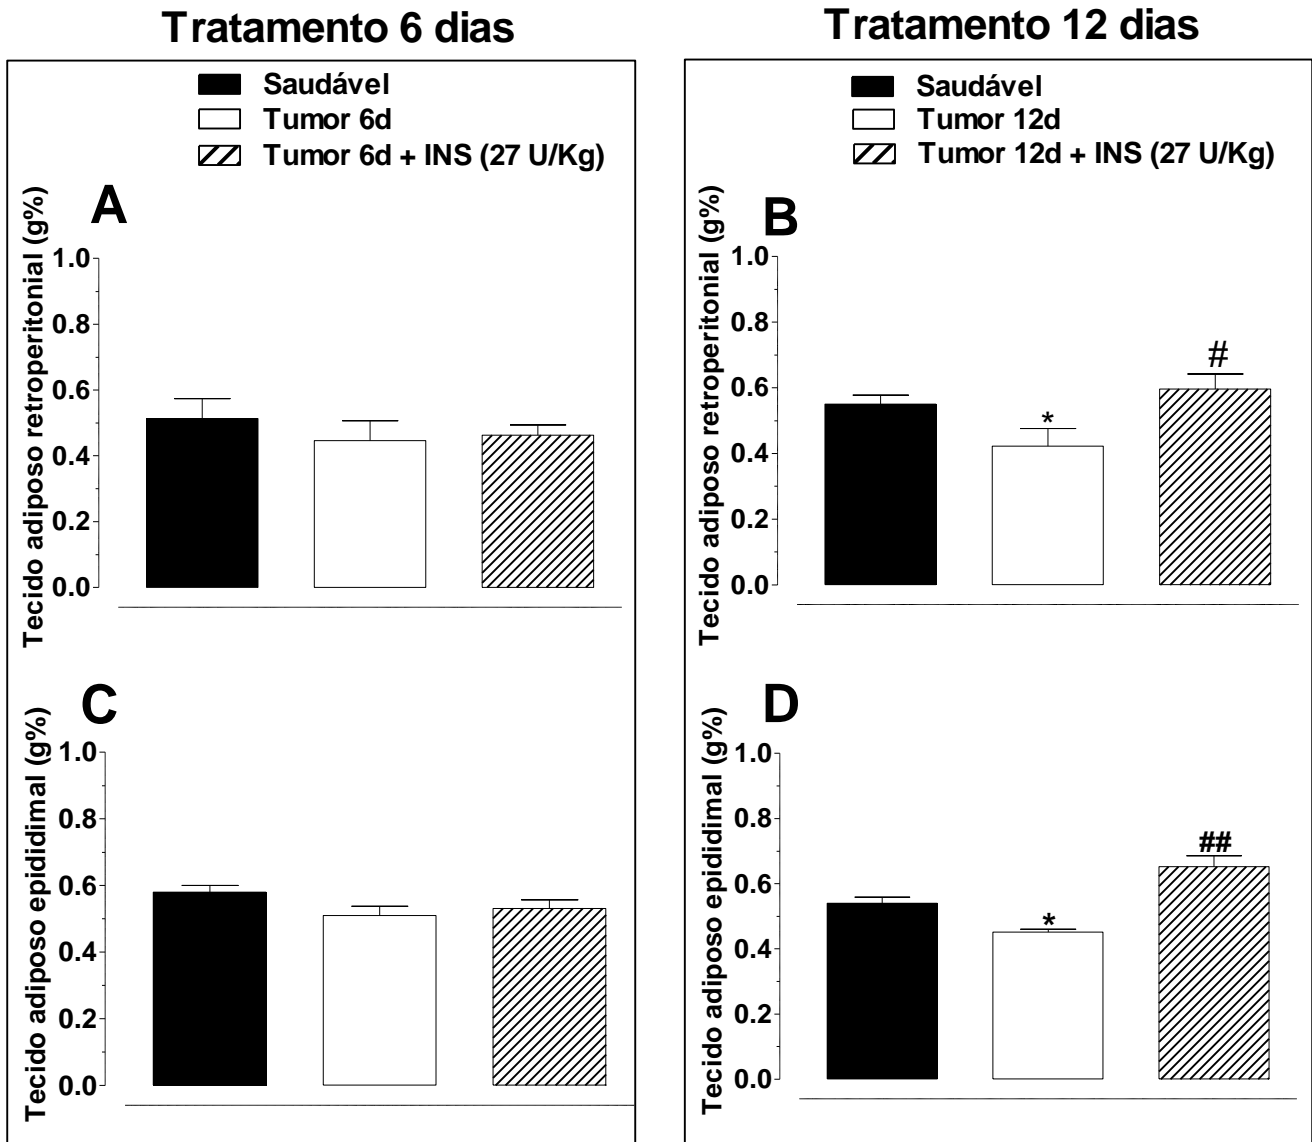 Tratamento 6 dias
Saudável
Tumor 6d
Tumor 6d + INS (27 U/Kg)
A
Tecido adiposo retroperitonial (g%)
1.0
0.8
0.6
0.4
0.2
0.0
C
Tecido adiposo epididimal (g%)
1.0
0.8
0.6
0.4
0.2
0.0
Tratamento 12 dias
Saudável
Tumor 12d
Tumor 12d + INS (27 U/Kg)
B
Tecido adiposo retroperitonial (g%)
1.0
0.8
0.6
0.4
0.2
0.0
*
#
D
Tecido adiposo epididimal (g%)
1.0
0.8
0.6
0.4
0.2
0.0
*
##